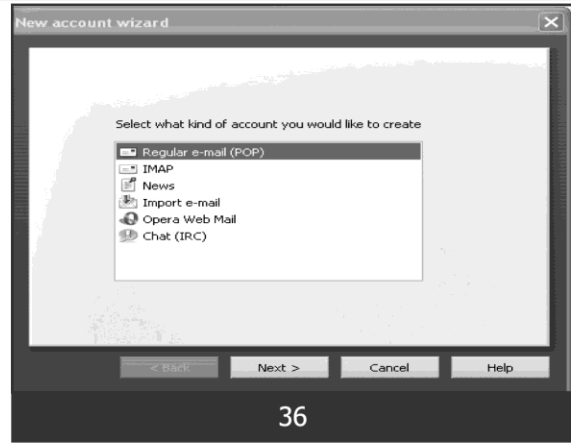 New account wizard
Select what kind of account you would like to create
Regular e-mail (POP)
IMAP
News
Import e-mail
Opera Web Mail
Chat (IRC)
< Back Next > Cancel Help
36